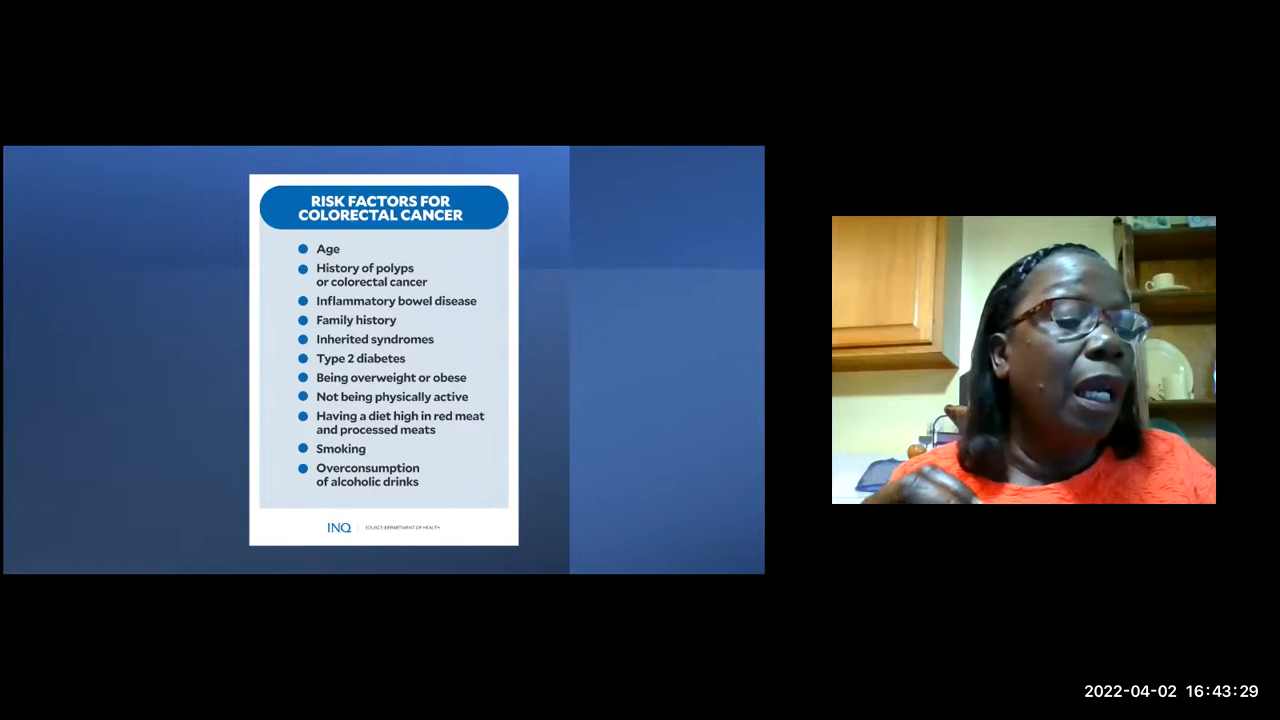 RISK FACTORS FOR
COLORECTAL CANCER
Age
History of polyps
or colorectal cancer
Inflammatory bowel disease
Family history
Inherited syndromes
Type 2 diabetes
Being overweight or obese
Not being physically active
Having a diet high in red meat
and processed meats
Smoking
Overconsumption
of alcoholic drinks
INQ
SOURCE: DEPARTMENT OF HEALTH
2022-04-02 16:43:29